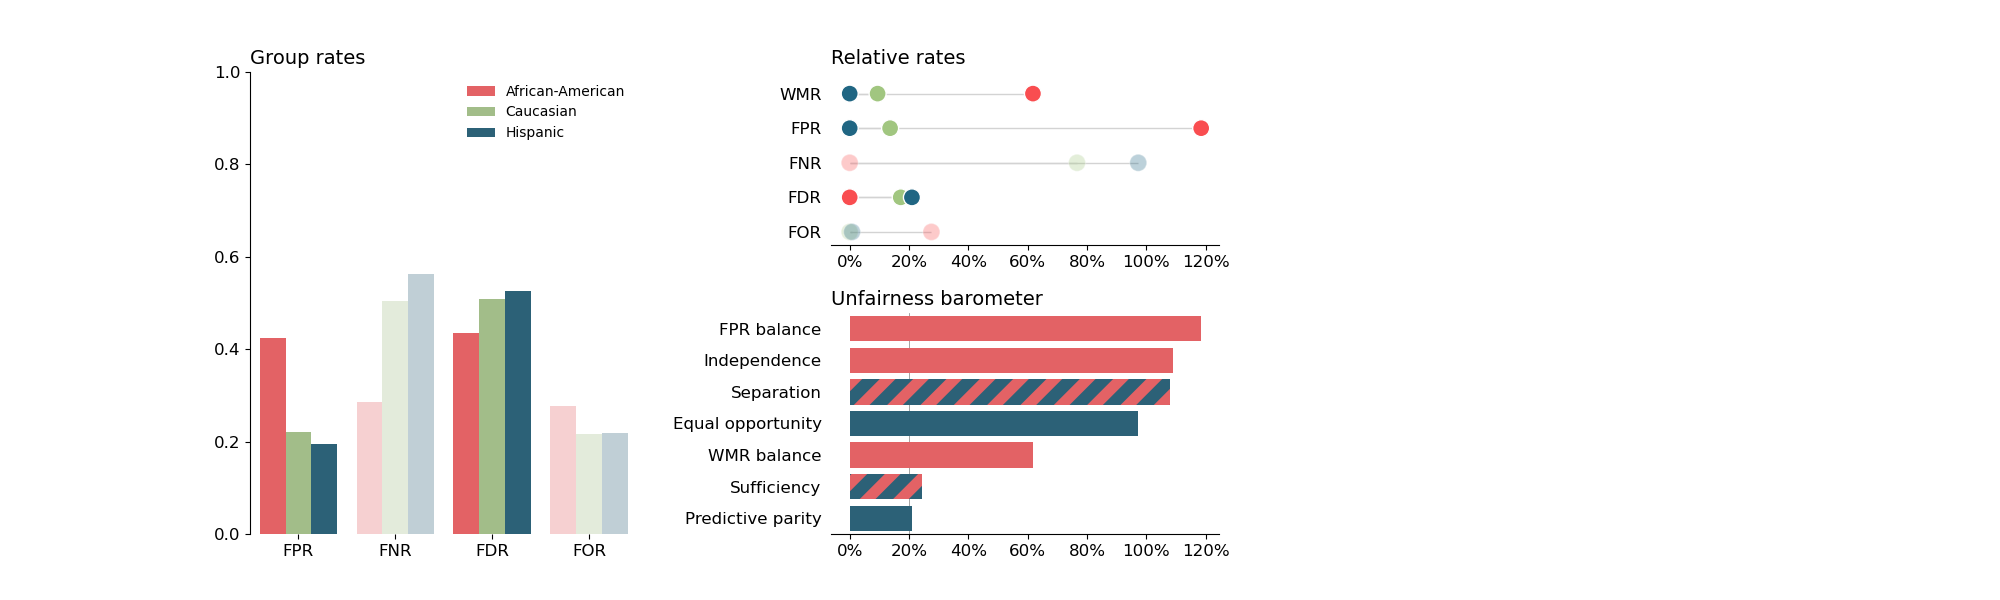 Group rates
1.0
0.8
0.6
0.4
0.2
0.0
African-American
Caucasian
Hispanic
FPR FNR FDR FOR
Relative rates
WMR
FPR
FNR
FDR
FOR
0% 20% 40% 60% 80% 100% 120%
Unfairness barometer
FPR balance
Independence
Separation
Equal opportunity
WMR balance
Sufficiency
Predictive parity
0% 20% 40% 60% 80% 100% 120%